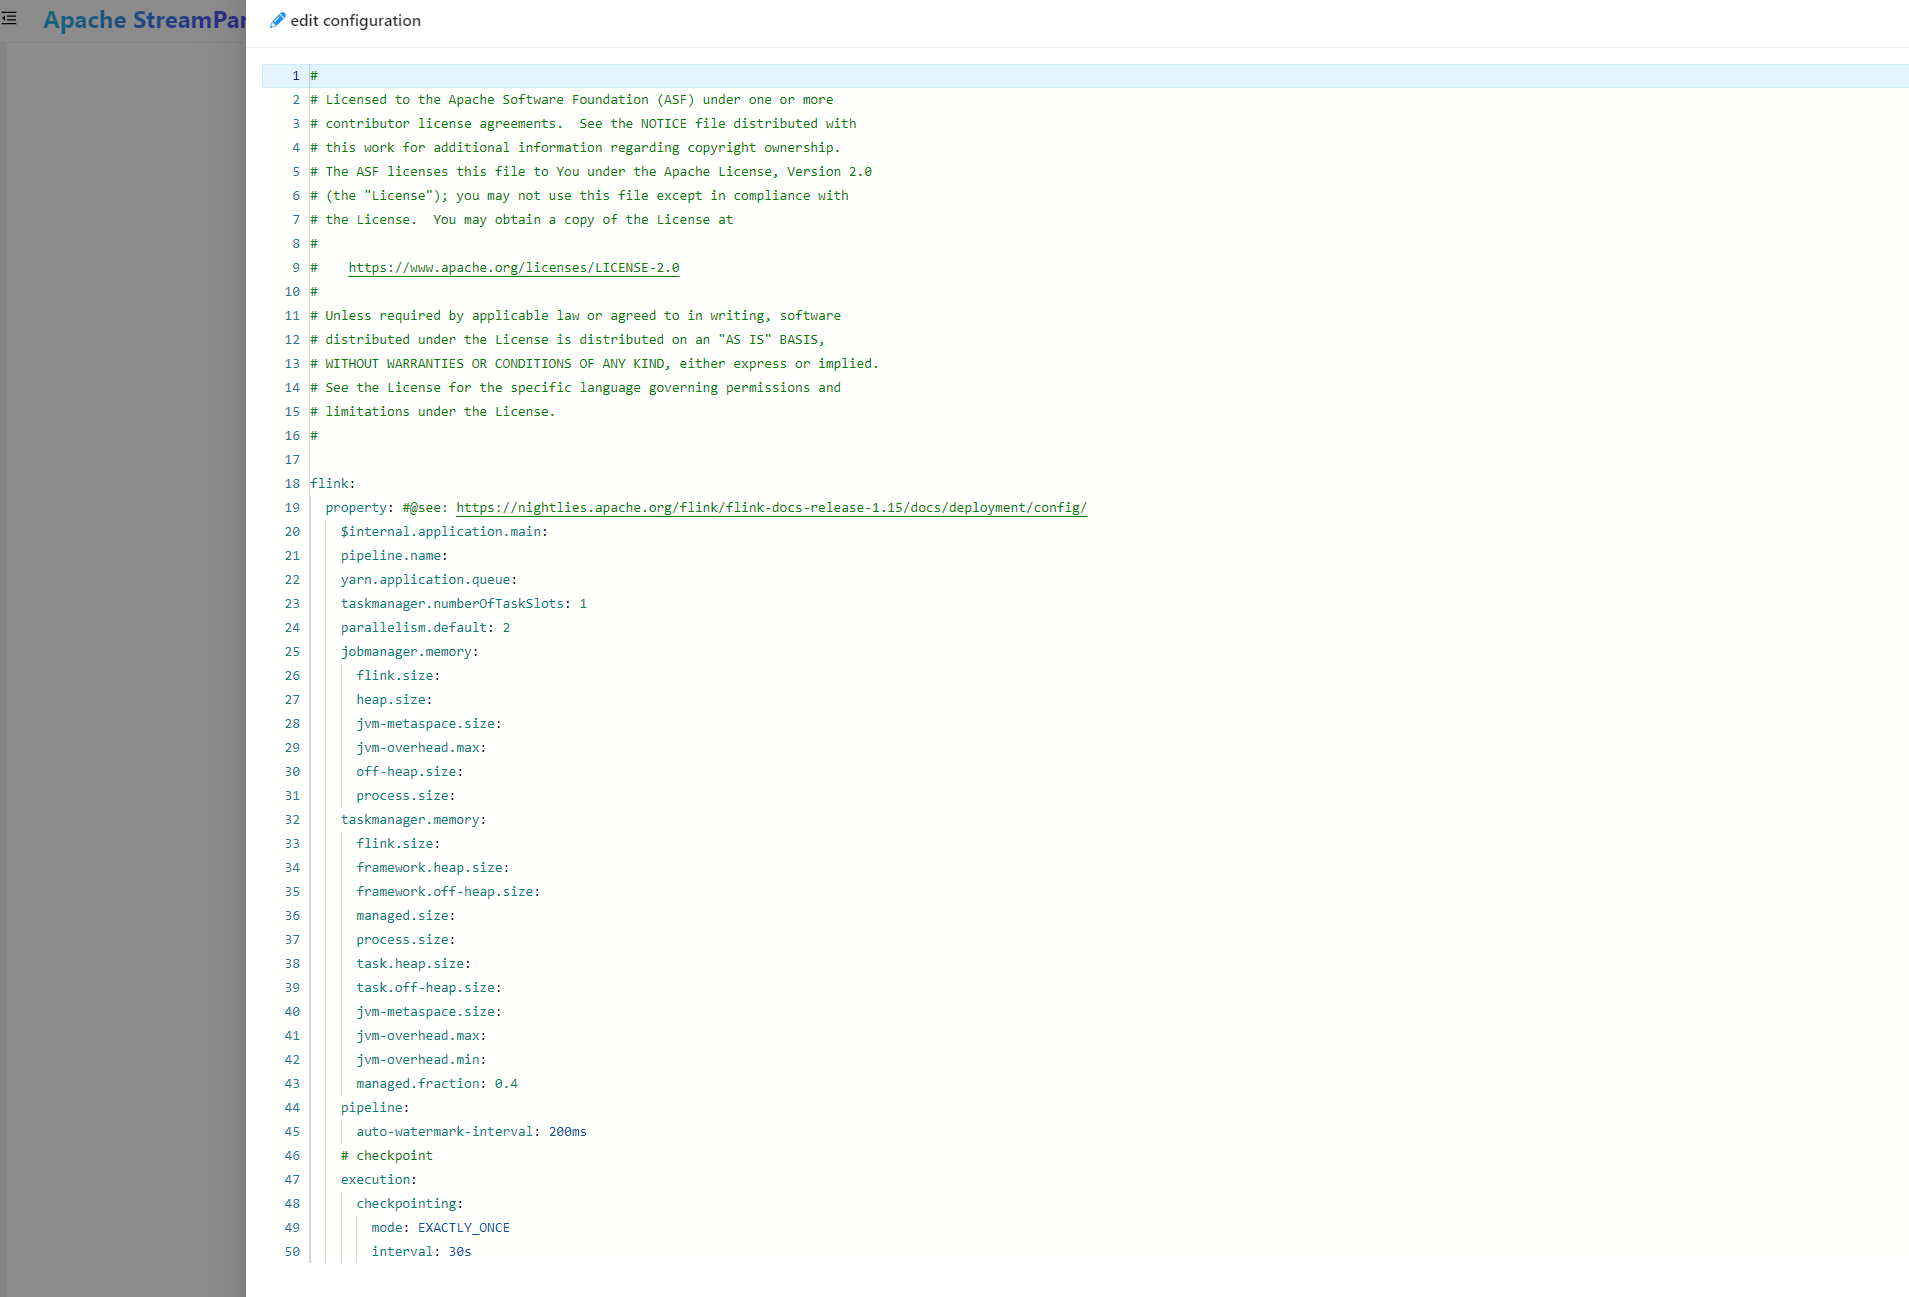 Apache StreamPar
edit configuration
1 #
2 # Licensed to the Apache Software Foundation (ASF) under one or more
3 # contributor license agreements.  See the NOTICE file distributed with
4 # this work for additional information regarding copyright ownership.
5 # The ASF licenses this file to You under the Apache License, Version 2.0
6 # (the "License"); you may not use this file except in compliance with
7 # the License.  You may obtain a copy of the License at
8 #
9 #    https://www.apache.org/licenses/LICENSE-2.0
10 #
11 # Unless required by applicable law or agreed to in writing, software
12 # distributed under the License is distributed on an "AS IS" BASIS,
13 # WITHOUT WARRANTIES OR CONDITIONS OF ANY KIND, either express or implied.
14 # See the License for the specific language governing permissions and
15 # limitations under the License.
16 #
17
18 flink:
19   property: #@see: https://nightlies.apache.org/flink/flink-docs-release-1.15/docs/deployment/config/
20     $internal.application.main:
21     pipeline.name:
22     yarn.application.queue:
23     taskmanager.numberOfTaskSlots: 1
24     parallelism.default: 2
25     jobmanager.memory:
26       flink.size:
27       heap.size:
28       jvm-metaspace.size:
29       jvm-overhead.max:
30       off-heap.size:
31       process.size:
32     taskmanager.memory:
33       flink.size:
34       framework.heap.size:
35       framework.off-heap.size:
36       managed.size:
37       process.size:
38       task.heap.size:
39       task.off-heap.size:
40       jvm-metaspace.size:
41       jvm-overhead.max:
42       jvm-overhead.min:
43       managed.fraction: 0.4
44     pipeline:
45       auto-watermark-interval: 200ms
46     # checkpoint
47     execution:
48       checkpointing:
49         mode: EXACTLY_ONCE
50         interval: 30s